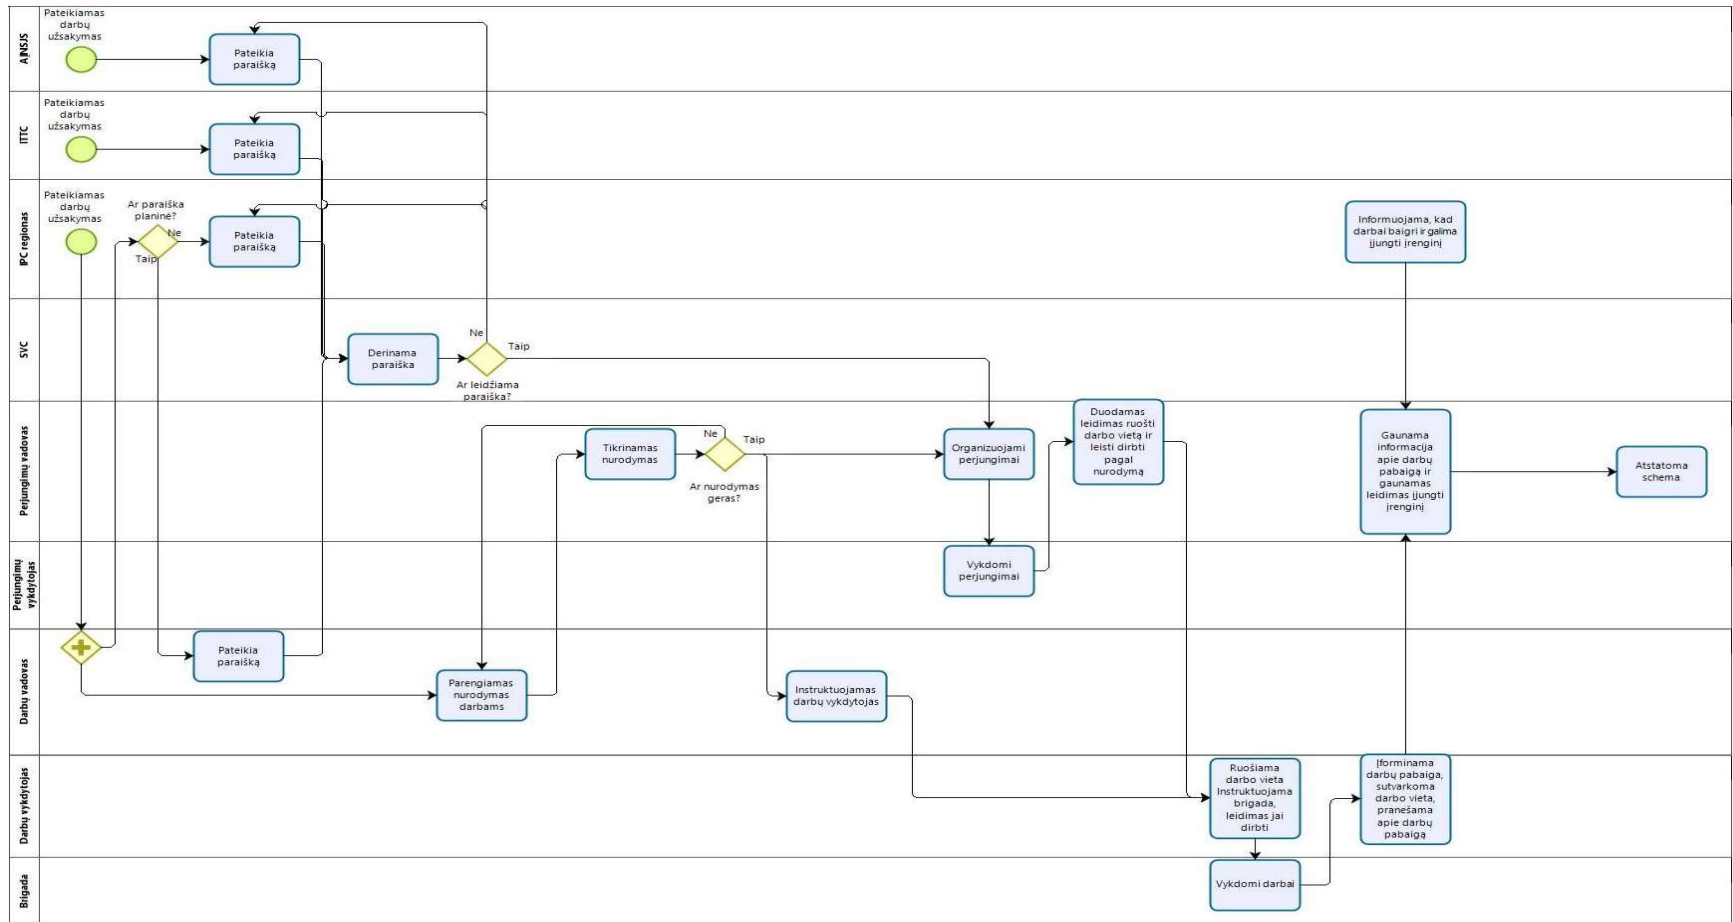 AJNSJS
Pateikiamas
darbų
užsakymas
Pateikia
paraišką
ITTC
Pateikiamas
darbų
užsakymas
Pateikia
paraišką
IPC regionas
Pateikiamas
darbų
užsakymas
Ar paraiška
planinė?
Ne
Taip
Pateikia
paraišką
Informuojama, kad
darbai baigri ir galima
įjungti įrenginį
SVC
Derinama
paraiška
Ne
Taip
Ar leidžiama
paraiška?
Perjungimų vadovas
Tikrinamas
nurodymas
Ne
Taip
Ar nurodymas
geras?
Organizuojami
perjungimai
Duodamas
leidimas ruošti
darbo vietą ir
leisti dirbti
pagal
nurodymą
Gaunama
informacija
apie darbų
pabaigą ir
gaunamas
leidimas įjungti
įrenginį
Atstatoma
schema
Perjungimų
vykdytojas
Vykdomi
perjungimai
Darbų vadovas
Pateikia
paraišką
Parengiamas
nurodymas
darbams
Instruktuojamas
darbų vykdytojas
Darbų vykdytojas
Ruošiama
darbo vieta
Instruktuojama
brigada,
leidimas jai
dirbti
Įforminama
darbų pabaiga,
sutvarkoma
darbo vieta,
pranešama
apie darbų
pabaigą
Brigada
Vykdomi darbai